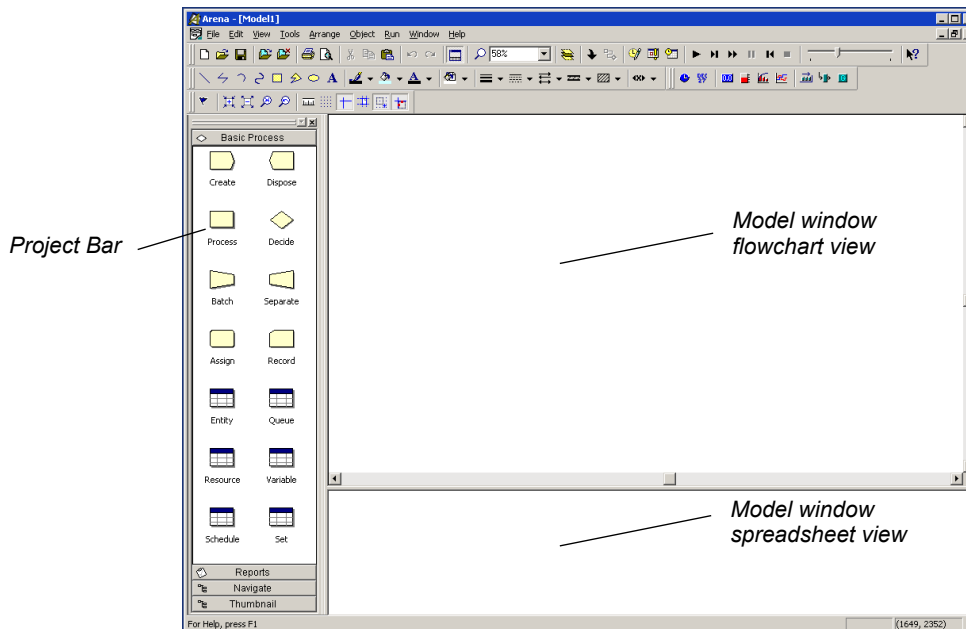 Arena - [Model1]
File Edit View Tools Arrange Object Run Window Help
58%
Basic Process
Create Dispose
Process Decide
Batch Separate
Assign Record
Entity Queue
Resource Variable
Schedule Set
Reports
Navigate
Thumbnail
For Help, press F1
(1649, 2352)
Project Bar
Model window
flowchart view
Model window
spreadsheet view